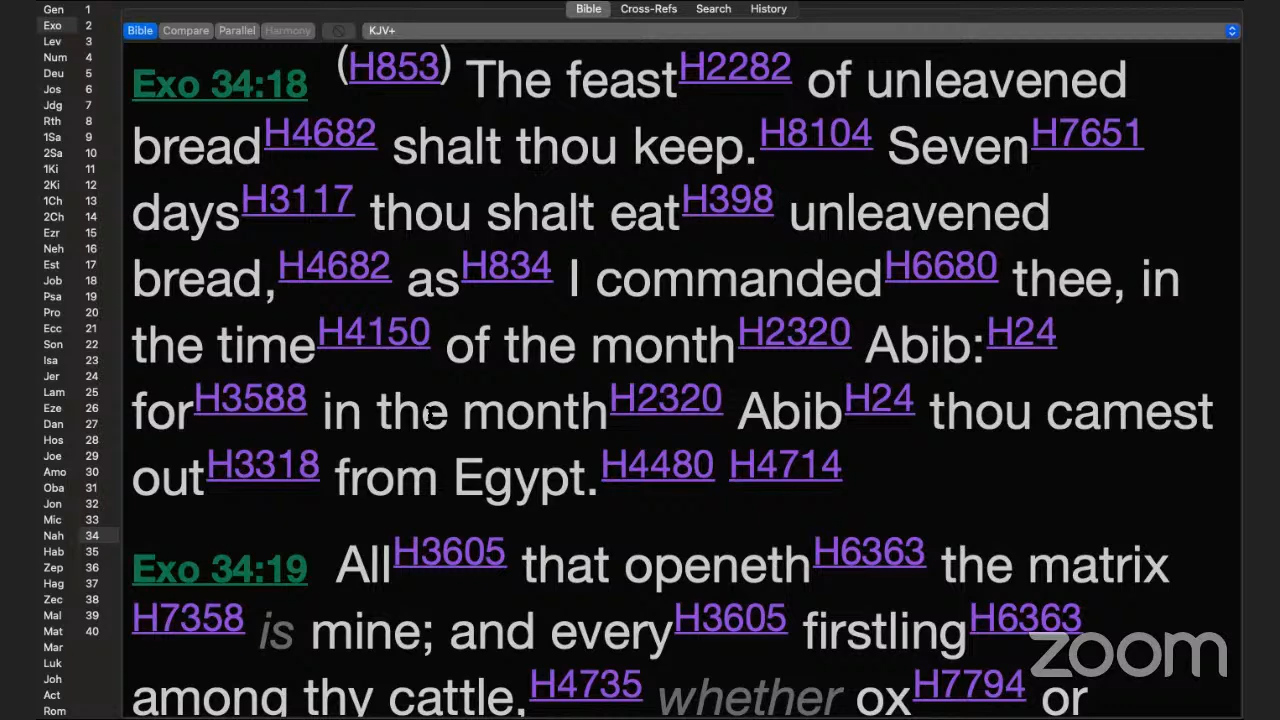 Bible Cross-Refs Search History
Bible Compare Parallel Harmony KJV+
Gen 1
Exo 2
Lev 3
Num 4
Deu 5
Jos 6
Jdg 7
Rth 8
1Sa 9
2Sa 10
1Ki 11
2Ki 12
1Ch 13
2Ch 14
Ezr 15
Neh 16
Est 17
Job 18
Psa 19
Pro 20
Ecc 21
Son 22
Isa 23
Jer 24
Lam 25
Eze 26
Dan 27
Hos 28
Joe 29
Amo 30
Oba 31
Jon 32
Mic 33
Nah 34
Hab 35
Zep 36
Hag 37
Zec 38
Mal 39
Mat 40
Mar
Luk
Joh
Act
Rom
Exo 34:18 (H853) The feastH2282 of unleavened
breadH4682 shalt thou keep.H8104 SevenH7651
daysH3117 thou shalt eatH398 unleavened
bread,H4682 asH834 I commandedH6680 thee, in
the timeH4150 of the monthH2320 Abib:H24
forH3588 in the monthH2320 AbibH24 thou camest
outH3318 from Egypt.H4480 H4714
Exo 34:19 AllH3605 that openethH6363 the matrix
H7358 is mine; and everyH3605 firstlingH6363
among thy cattle,H4735 whether oxH7794 or
zoom